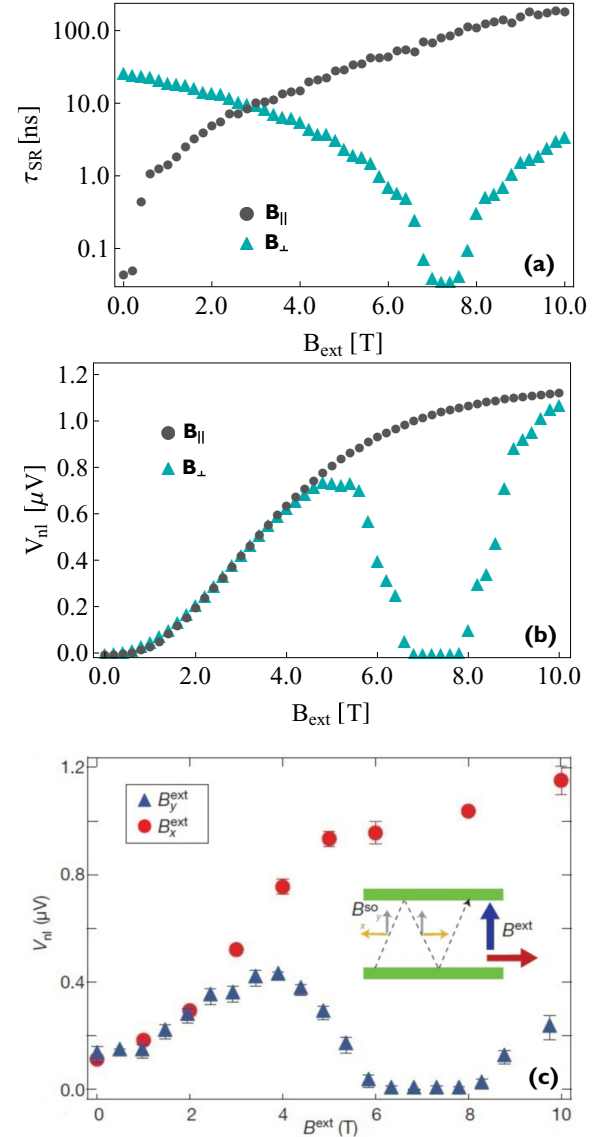 100.0
10.0
1.0
0.1
τSR [ns]
B||
B⊥
(a)
0.0 2.0 4.0 6.0 8.0 10.0
Bext [T]
1.2
1.0
0.8
0.6
0.4
0.2
0.0
Vnl [μV]
B||
B⊥
(b)
0.0 2.0 4.0 6.0 8.0 10.0
Bext [T]
1.2
0.8
0.4
0.0
Vnl (μV)
Byext
Bxext
Bso
y
x
Bext
(c)
0 2 4 6 8 10
Bext (T)